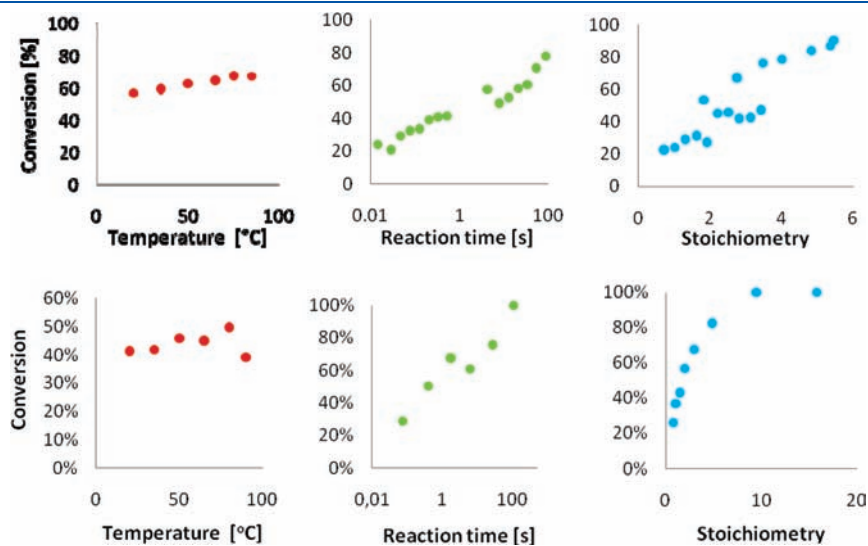 Conversion [%]
100
80
60
40
20
0
0 50 100
Temperature [°C]
100
80
60
40
20
0
0.01 1 100
Reaction time [s]
100
80
60
40
20
0
0 2 4 6
Stoichiometry
Conversion
60%
50%
40%
30%
20%
10%
0%
0 50 100
Temperature [°C]
100%
80%
60%
40%
20%
0%
0,01 1 100
Reaction time [s]
100%
80%
60%
40%
20%
0%
0 10 20
Stoichiometry